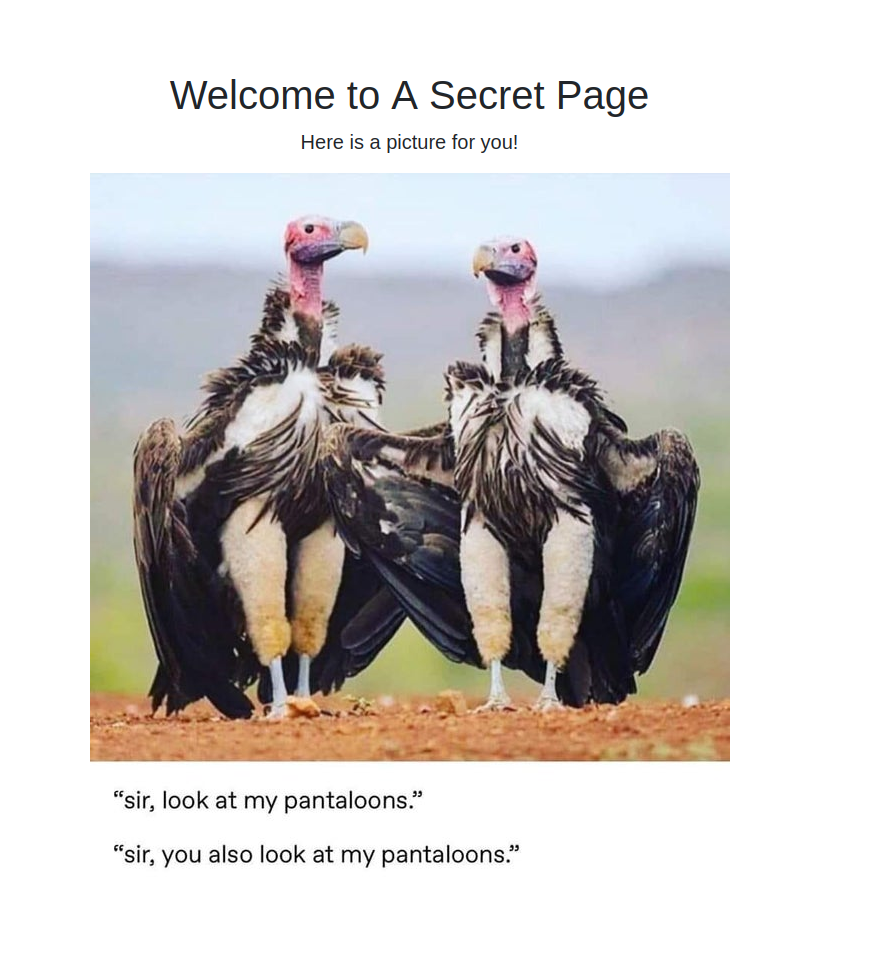 Welcome to A Secret Page
Here is a picture for you!
“sir, look at my pantaloons.”
“sir, you also look at my pantaloons.”